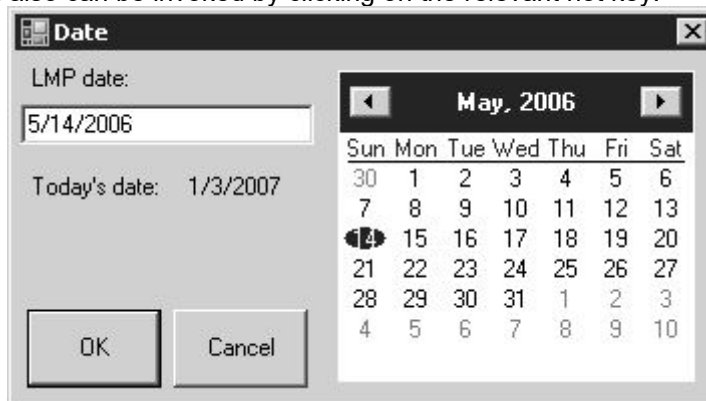 also can be invoked by clicking on the relevant hot key.
Date
LMP date:
5/14/2006
Today's date: 1/3/2007
OK
Cancel
May, 2006
Sun Mon Tue Wed Thu Fri Sat
30 1 2 3 4 5 6
7 8 9 10 11 12 13
14 15 16 17 18 19 20
21 22 23 24 25 26 27
28 29 30 31 1 2 3
4 5 6 7 8 9 10